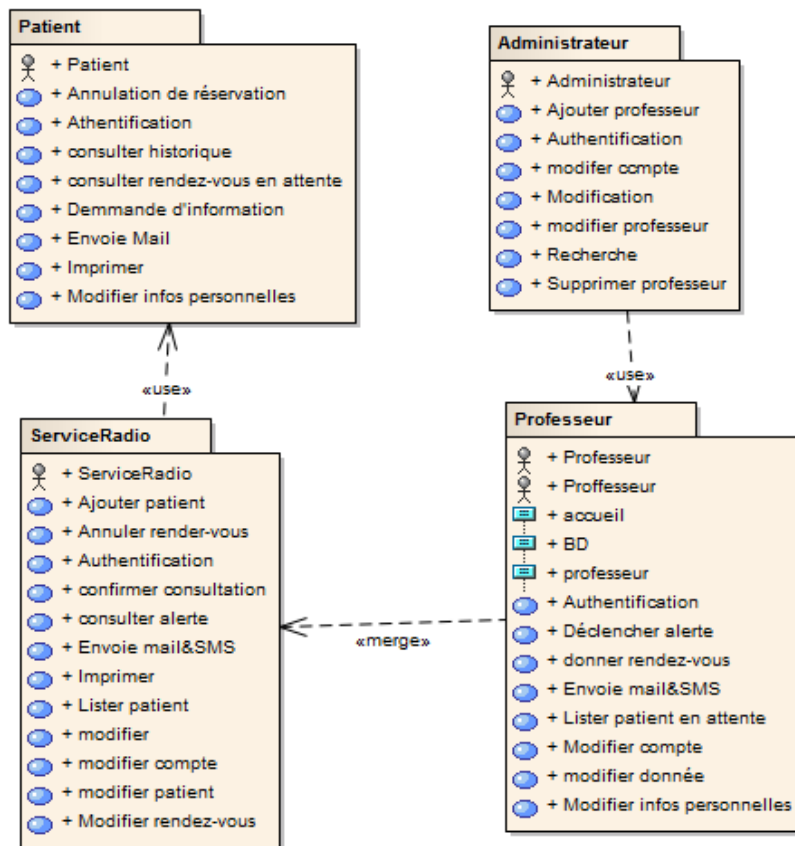 Patient
+ Patient
+ Annulation de réservation
+ Athentification
+ consulter historique
+ consulter rendez-vous en attente
+ Demmande d'information
+ Envoie Mail
+ Imprimer
+ Modifier infos personnelles
Administrateur
+ Administrateur
+ Ajouter professeur
+ Authentification
+ modifer compte
+ Modification
+ modifier professeur
+ Recherche
+ Supprimer professeur
«use»
«use»
ServiceRadio
+ ServiceRadio
+ Ajouter patient
+ Annuler render-vous
+ Authentification
+ confirmer consultation
+ consulter alerte
+ Envoie mail&SMS
+ Imprimer
+ Lister patient
+ modifier
+ modifier compte
+ modifier patient
+ Modifier rendez-vous
«merge»
Professeur
+ Professeur
+ Proffesseur
+ accueil
+ BD
+ professeur
+ Authentification
+ Déclencher alerte
+ donner rendez-vous
+ Envoie mail&SMS
+ Lister patient en attente
+ Modifier compte
+ modifier donnée
+ Modifier infos personnelles